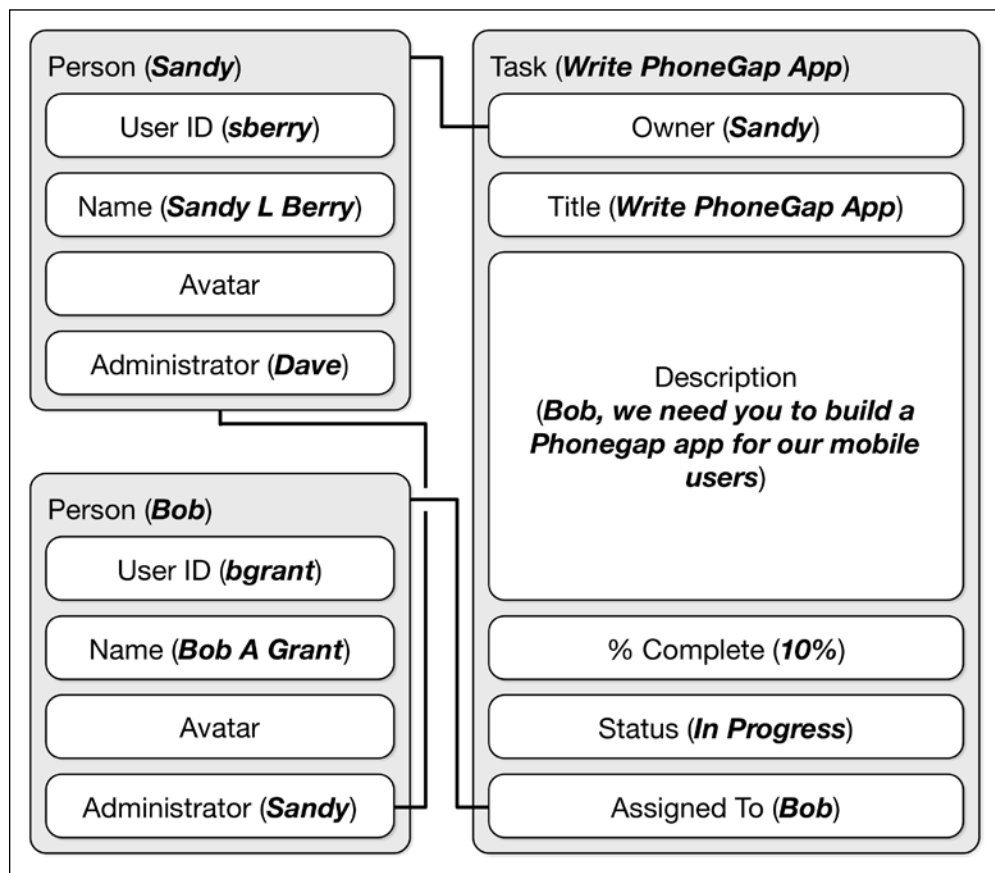 Person (Sandy)
User ID (sberry)
Name (Sandy L Berry)
Avatar
Administrator (Dave)
Person (Bob)
User ID (bgrant)
Name (Bob A Grant)
Avatar
Administrator (Sandy)
Task (Write PhoneGap App)
Owner (Sandy)
Title (Write PhoneGap App)
Description
(Bob, we need you to build a
Phonegap app for our mobile
users)
% Complete (10%)
Status (In Progress)
Assigned To (Bob)